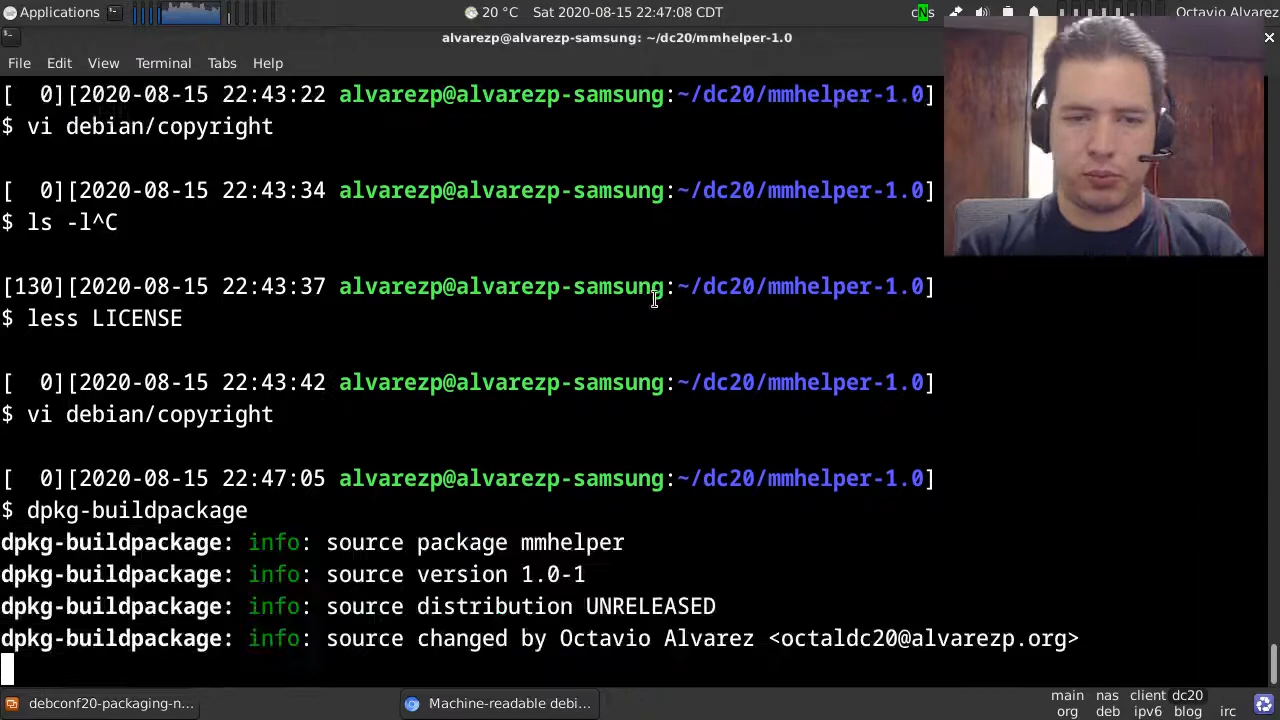 Applications
20 °C
Sat 2020-08-15 22:47:08 CDT
Octavio Alvarez
alvarezp@alvarezp-samsung: ~/dc20/mmhelper-1.0
File Edit View Terminal Tabs Help
[  0][2020-08-15 22:43:22 alvarezp@alvarezp-samsung:~/dc20/mmhelper-1.0]
$ vi debian/copyright
[  0][2020-08-15 22:43:34 alvarezp@alvarezp-samsung:~/dc20/mmhelper-1.0]
$ ls -l^C
[130][2020-08-15 22:43:37 alvarezp@alvarezp-samsung:~/dc20/mmhelper-1.0]
$ less LICENSE
[  0][2020-08-15 22:43:42 alvarezp@alvarezp-samsung:~/dc20/mmhelper-1.0]
$ vi debian/copyright
[  0][2020-08-15 22:47:05 alvarezp@alvarezp-samsung:~/dc20/mmhelper-1.0]
$ dpkg-buildpackage
dpkg-buildpackage: info: source package mmhelper
dpkg-buildpackage: info: source version 1.0-1
dpkg-buildpackage: info: source distribution UNRELEASED
dpkg-buildpackage: info: source changed by Octavio Alvarez <octaldc20@alvarezp.org>
debconf20-packaging-n...
Machine-readable debi...
main nas client dc20
org deb ipv6 blog irc